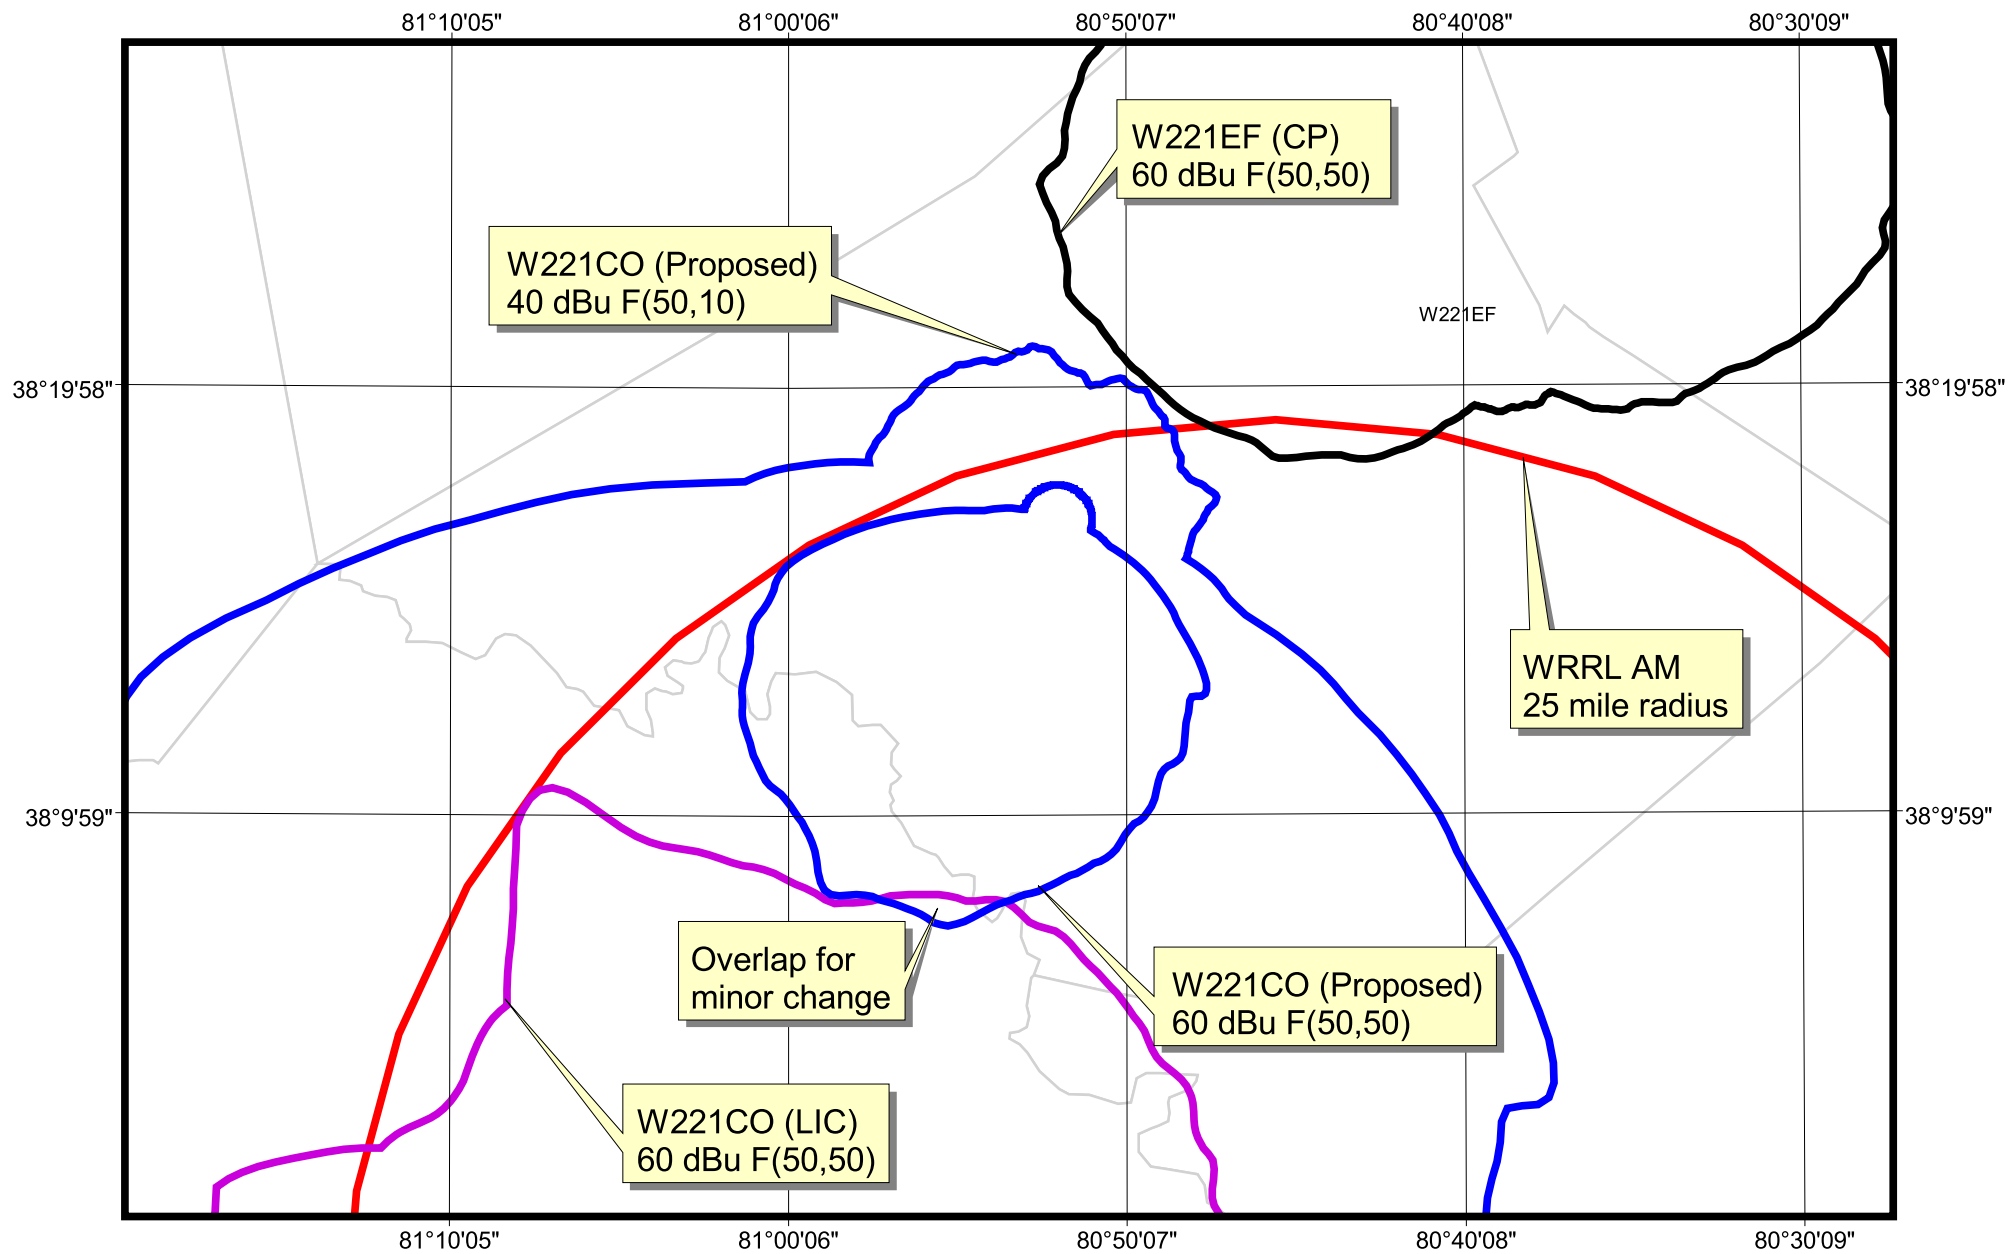 81°10'05" 81°00'06" 80°50'07" 80°40'08" 80°30'09"
W221EF (CP)
60 dBu F(50,50)
W221CO (Proposed)
40 dBu F(50,10)
W221EF
38°19'58" 38°19'58"
WRRL AM
25 mile radius
38°9'59" 38°9'59"
Overlap for
minor change
W221CO (Proposed)
60 dBu F(50,50)
W221CO (LIC)
60 dBu F(50,50)
81°10'05" 81°00'06" 80°50'07" 80°40'08" 80°30'09"